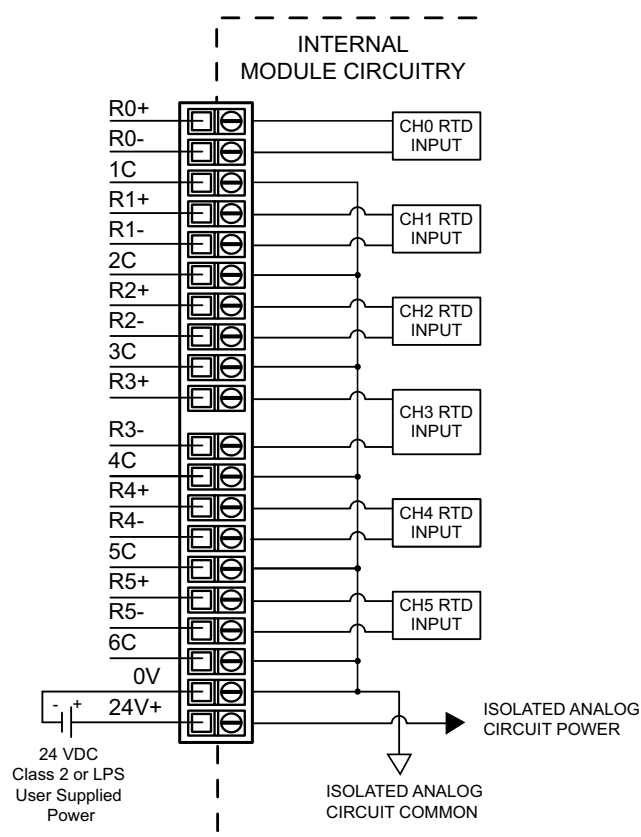 INTERNAL
MODULE CIRCUITRY
R0+
R0-
1C
R1+
R1-
2C
R2+
R2-
3C
R3+
R3-
4C
R4+
R4-
5C
R5+
R5-
6C
0V
24V+
CH0 RTD
INPUT
CH1 RTD
INPUT
CH2 RTD
INPUT
CH3 RTD
INPUT
CH4 RTD
INPUT
CH5 RTD
INPUT
- +
24 VDC
Class 2 or LPS
User Supplied
Power
ISOLATED ANALOG
CIRCUIT POWER
ISOLATED ANALOG
CIRCUIT COMMON